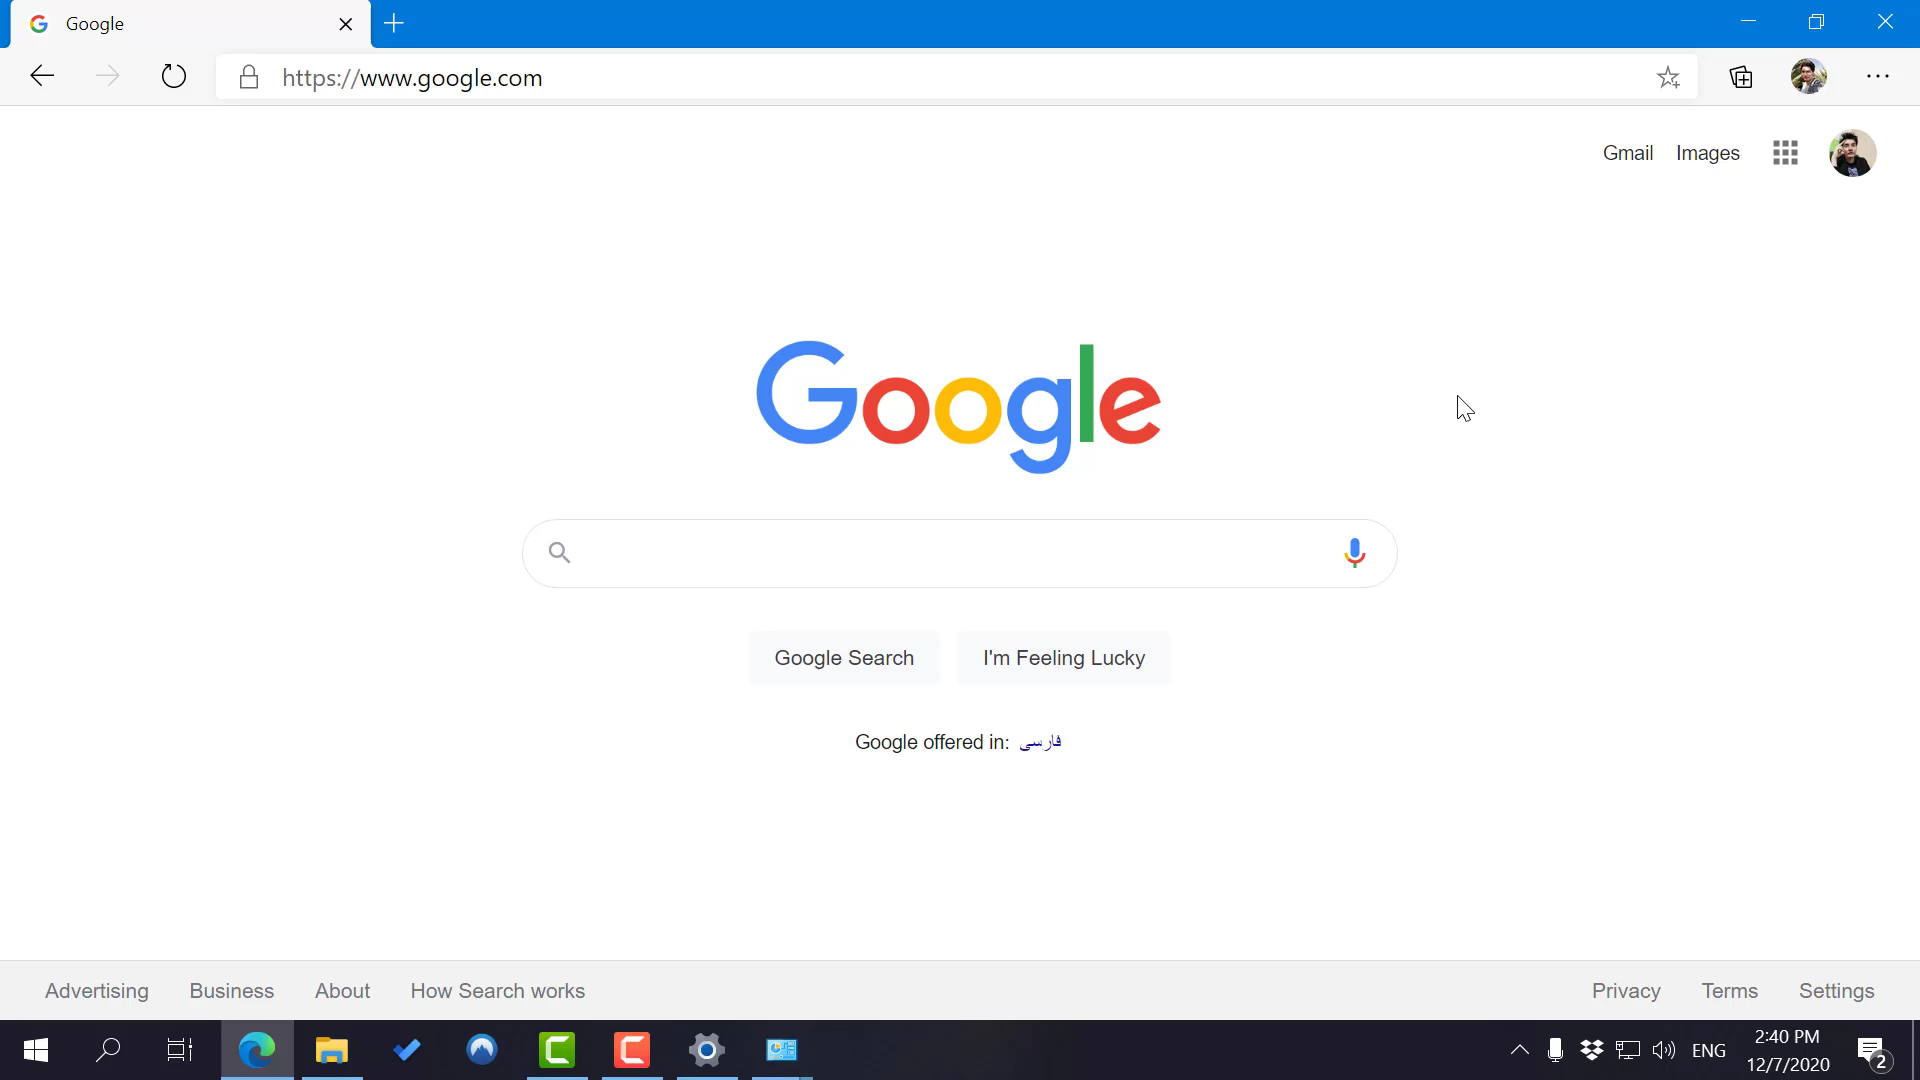 Google
https://www.google.com
Gmail Images
Google
Google Search I'm Feeling Lucky
Google offered in: فارسی
Advertising Business About How Search works Privacy Terms Settings
ENG 2:40 PM
12/7/2020
2